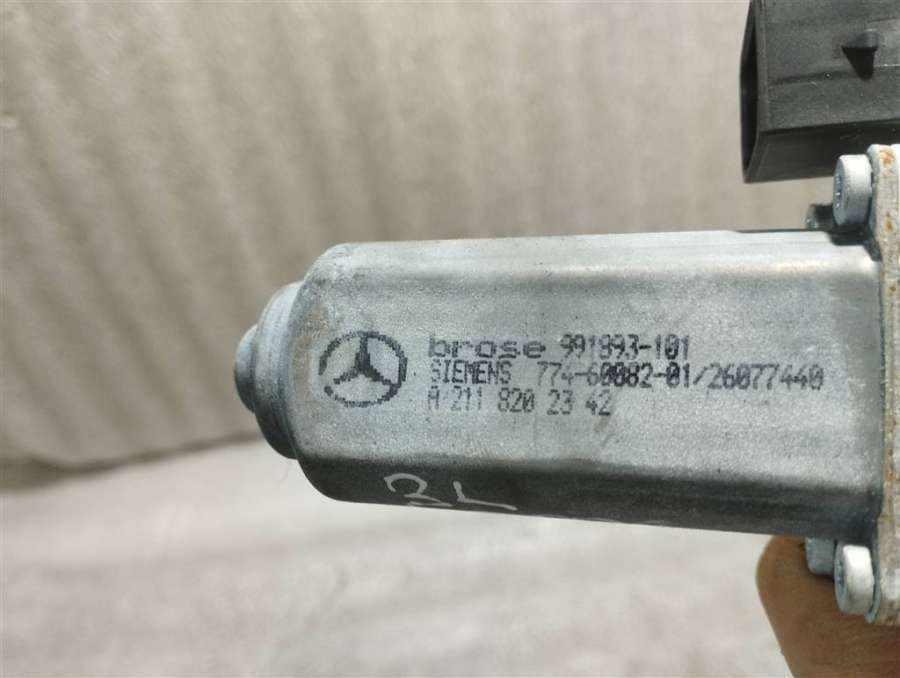 brose 991893-101
SIEMENS 774-60082-01/26077440
A 211 820 23 42